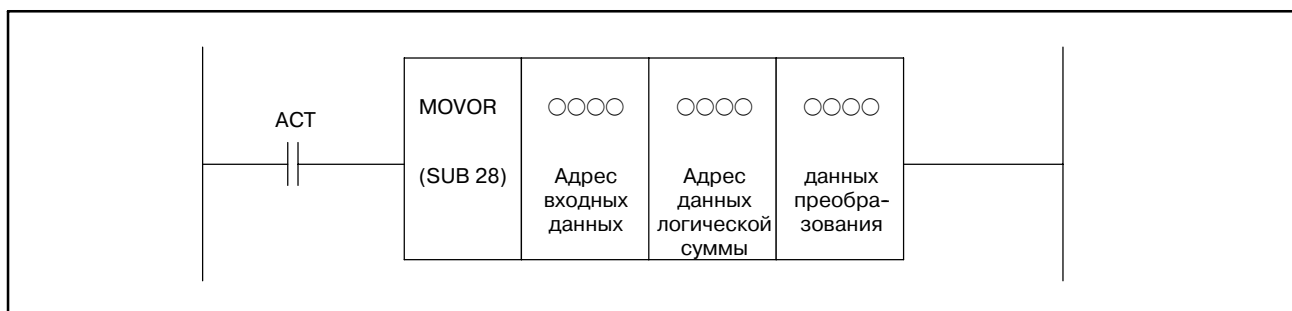 ACT
MOVOR
(SUB 28)
○○○○
Адрес
входных
данных
○○○○
Адрес
данных
логической
суммы
○○○○
данных
преобра-
зования